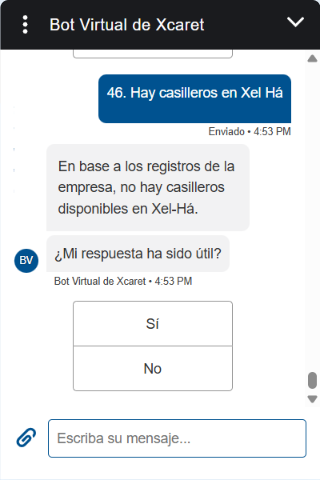 Bot Virtual de Xcaret
46. Hay casilleros en Xel Há
Enviado • 4:53 PM
En base a los registros de la
empresa, no hay casilleros
disponibles en Xel-Há.
¿Mi respuesta ha sido útil?
BV
Bot Virtual de Xcaret • 4:53 PM
Sí
No
Escriba su mensaje...